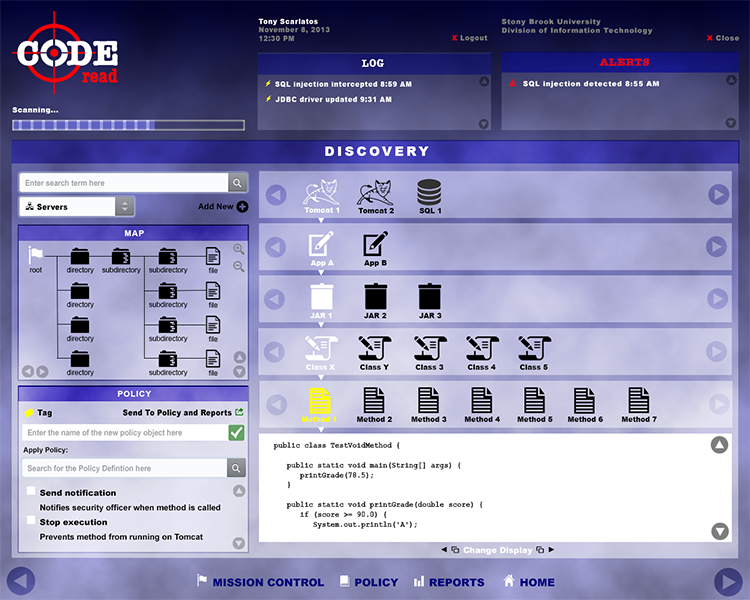 CODE
read
Tony Scarlatos
November 8, 2013
12:30 PM
X Logout
Stony Brook University
Division of Information Technology
X Close
Scanning...
LOG
SQL injection intercepted 8:59 AM
JDBC driver updated 9:31 AM
ALERTS
SQL injection detected 8:55 AM
DISCOVERY
Enter search term here
Servers
Add New
MAP
root directory subdirectory subdirectory file
directory subdirectory file
directory subdirectory file
directory subdirectory file
POLICY
Tag
Send To Policy and Reports
Enter the name of the new policy object here
Apply Policy:
Search for the Policy Defintion here
Send notification
Notifies security officer when method is called
Stop execution
Prevents method from running on Tomcat
Tomcat 1 Tomcat 2 SQL 1
App A App B
JAR 1 JAR 2 JAR 3
Class X Class Y Class 3 Class 4 Class 5
Method 1 Method 2 Method 3 Method 4 Method 5 Method 6 Method 7
public class TestVoidMethod {
public static void main(String[] args) {
printGrade(78.5);
}
public static void printGrade(double score) {
if (score >= 90.0) {
System.out.println('A');
Change Display
MISSION CONTROL POLICY REPORTS HOME